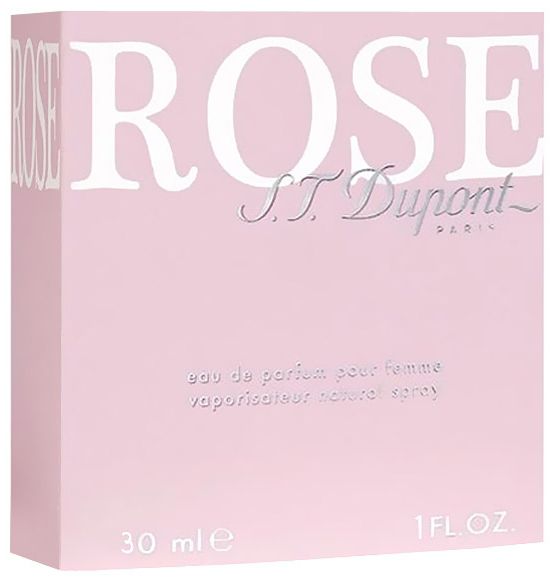 ROSE
ROSE
S.T. Dupont
PARIS
eau de parfum pour femme
vaporisateur natural spray
30 ml e
1FL.OZ.